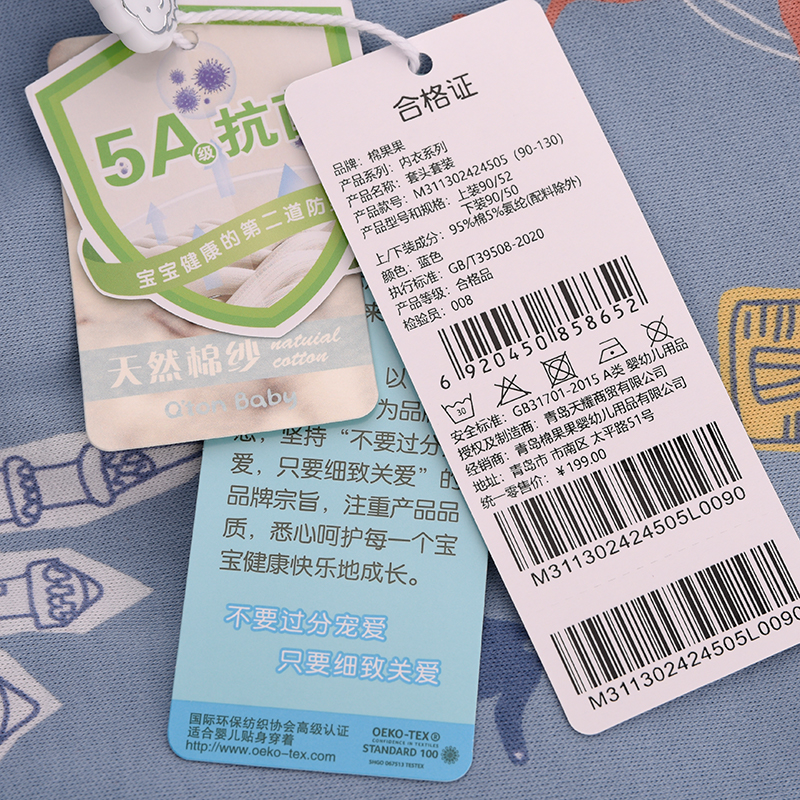 5A级抗
宝宝健康的第二道防
天然棉纱
natuial
cotton
Q'ton Baby
来
以
为品牌
念，坚持“不要过分
爱，只要细致关爱”的
品牌宗旨，注重产品品
质，悉心呵护每一个宝
宝健康快乐地成长。
不要过分宠爱
只要细致关爱
国际环保纺织协会高级认证
适合婴儿贴身穿着
http://www.oeko-tex.com
OEKO-TEX®
CONFIDENCE IN TEXTILES
STANDARD 100
SHGO 067513 TESTEX
合格证
品牌：棉果果
产品系列：内衣系列
产品名称：套头套装
产品款号：M311302424505 (90-130)
产品型号和规格：上装90/52
下装90/50
上/下装成分：95%棉5%氨纶(配料除外)
颜色：蓝色
执行标准：GB/T39508-2020
产品等级：合格品
检验员：008
6 920450 858652
30
安全标准：GB31701-2015 A类 婴幼儿用品
授权及制造商：青岛天耀商贸有限公司
经销商：青岛棉果果婴幼儿用品有限公司
地址：青岛市 市南区 太平路51号
统一零售价：￥199.00
M311302424505L0090
M311302424505L0090